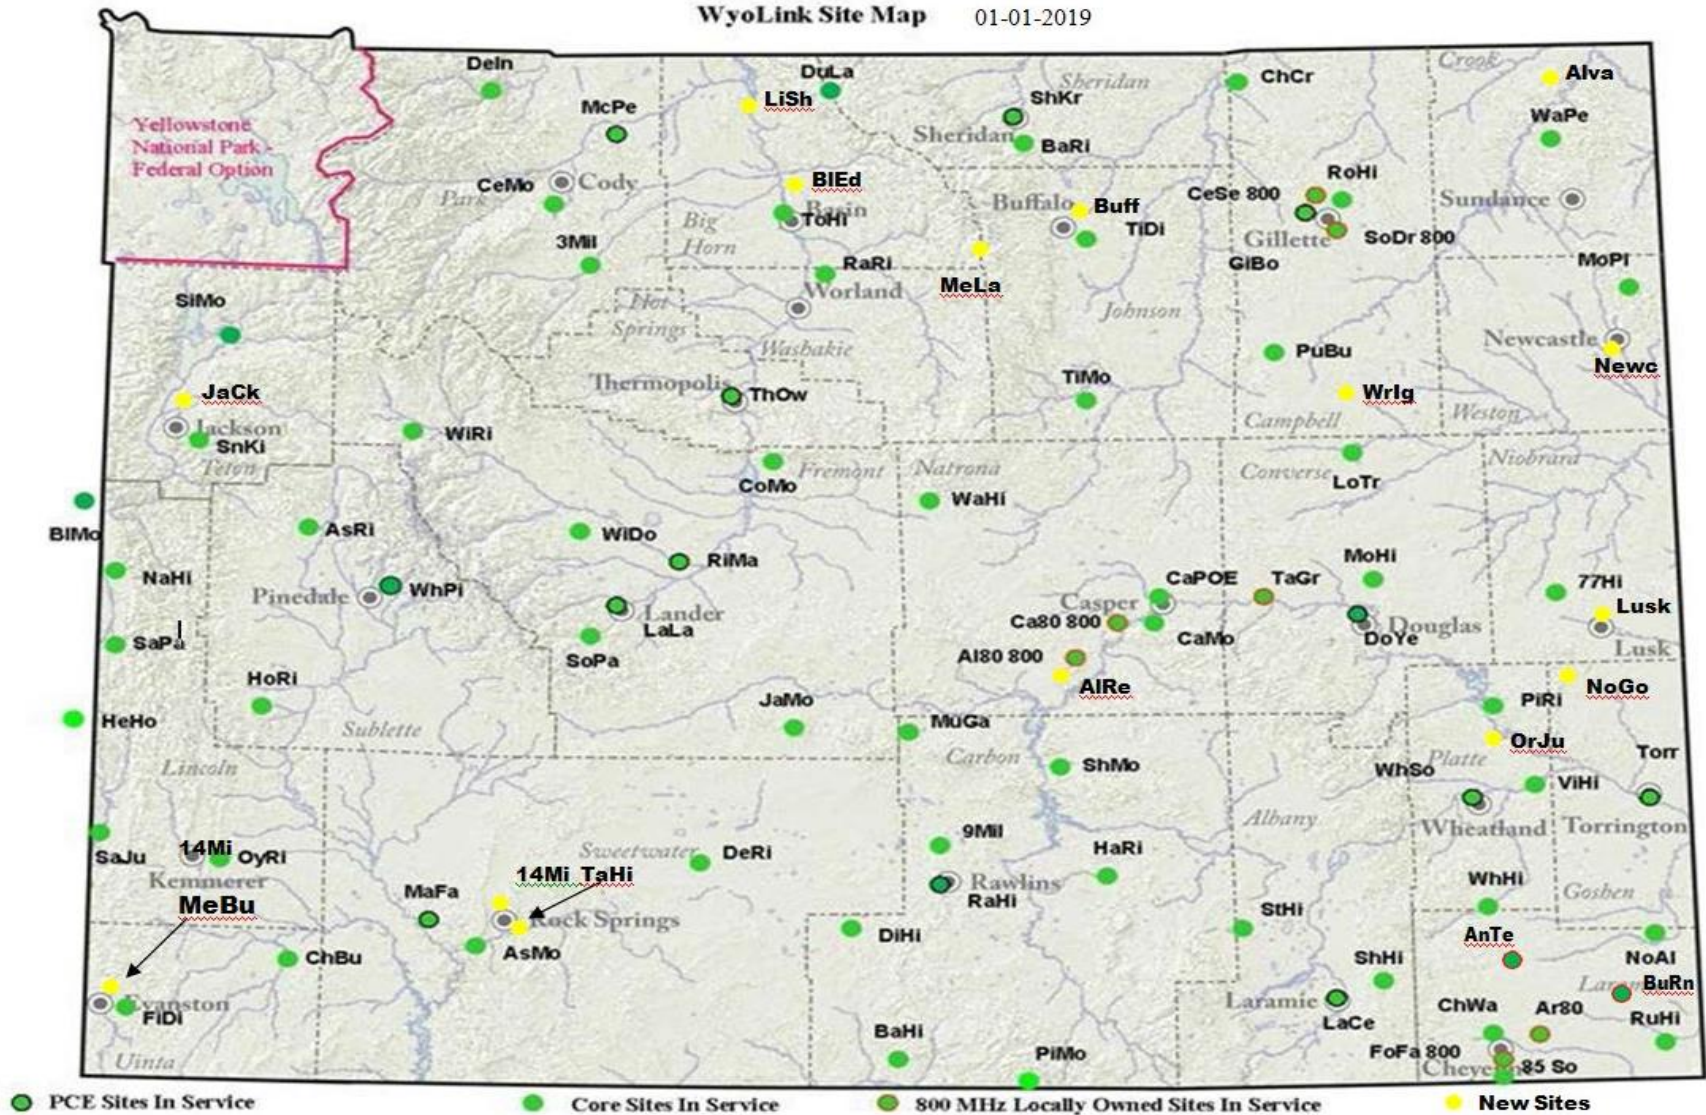 WyoLink Site Map 01-01-2019
Crook
DeIn
DuLa
Sheridan
ChCr
Alva
LiSh
McPe
ShKr
WaPe
Yellowstone
National Park -
Federal Option
Sheridan
BaRi
RoHi
BlEd
CeMo
Cody
CeSe 800
Park
Buffalo
Buff
Sundance
Basin
ToHi
Big
Horn
TiDi
3Mil
Gillette
SoDr 800
RaRi
GiBo
MoPl
MeLa
Worland
SiMo
Hot
Springs
Johnson
Newcastle
Washakie
PuBu
Newc
Thermopolis
ThOw
TiMo
JaCk
WrIg
Campbell
Weston
Jackson
WiRi
SnKi
Teton
CoMo
Fremont
Natrona
Converse
Niobrara
LoTr
WaHi
BlMo
AsRi
WiDo
RiMa
MoHi
NaHi
CaPOE
TaGr
77Hi
Pinedale
WhPi
Casper
Lusk
Lander
Ca80 800
Douglas
LaLa
CaMo
DoYe
SaPa
Lusk
SoPa
Al80 800
HoRi
AlRe
NoGo
JaMo
PiRi
HeHo
MuGa
Sublette
OrJu
Carbon
Platte
Torr
Lincoln
ShMo
WhSo
ViHi
Albany
Wheatland
Torrington
9Mil
SaJu
14Mi
OyRi
Sweetwater
DeRi
HaRi
Kemmerer
14Mi TaHi
Rawlins
WhHi
MaFa
RaHi
Goshen
MeBu
Rock Springs
StHi
DiHi
AnTe
AsMo
ChBu
ShHi
NoAl
BuRn
Evanston
Laramie
ChWa
Ar80
FiDi
LaCe
RuHi
BaHi
PiMo
FoFa 800
Uinta
Cheyenne
85 So
PCE Sites In Service
Core Sites In Service
800 MHz Locally Owned Sites In Service
New Sites